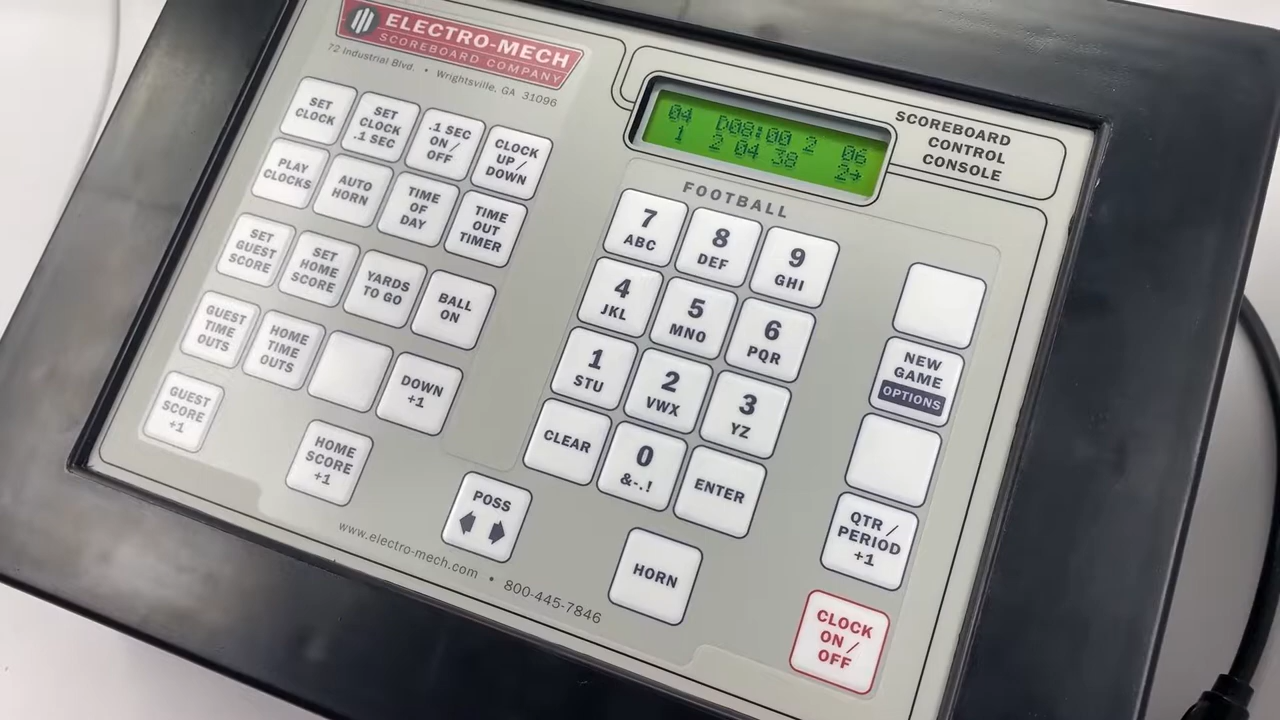 ELECTRO-MECH
SCOREBOARD COMPANY
72 Industrial Blvd. • Wrightsville, GA 31096
SCOREBOARD
CONTROL
CONSOLE
04 D08:00 2 06
1 2 04 38 2→
FOOTBALL
SET
CLOCK
SET
CLOCK
.1 SEC
.1 SEC
ON /
OFF
CLOCK
UP /
DOWN
PLAY
CLOCKS
AUTO
HORN
TIME
OF
DAY
TIME
OUT
TIMER
SET
GUEST
SCORE
SET
HOME
SCORE
YARDS
TO GO
BALL
ON
GUEST
TIME
OUTS
HOME
TIME
OUTS
DOWN
+1
GUEST
SCORE
+1
HOME
SCORE
+1
POSS
7
ABC
8
DEF
9
GHI
4
JKL
5
MNO
6
PQR
1
STU
2
VWX
3
YZ
CLEAR
0
&-.!
ENTER
HORN
NEW
GAME
OPTIONS
QTR /
PERIOD
+1
CLOCK
ON /
OFF
www.electro-mech.com • 800-445-7846